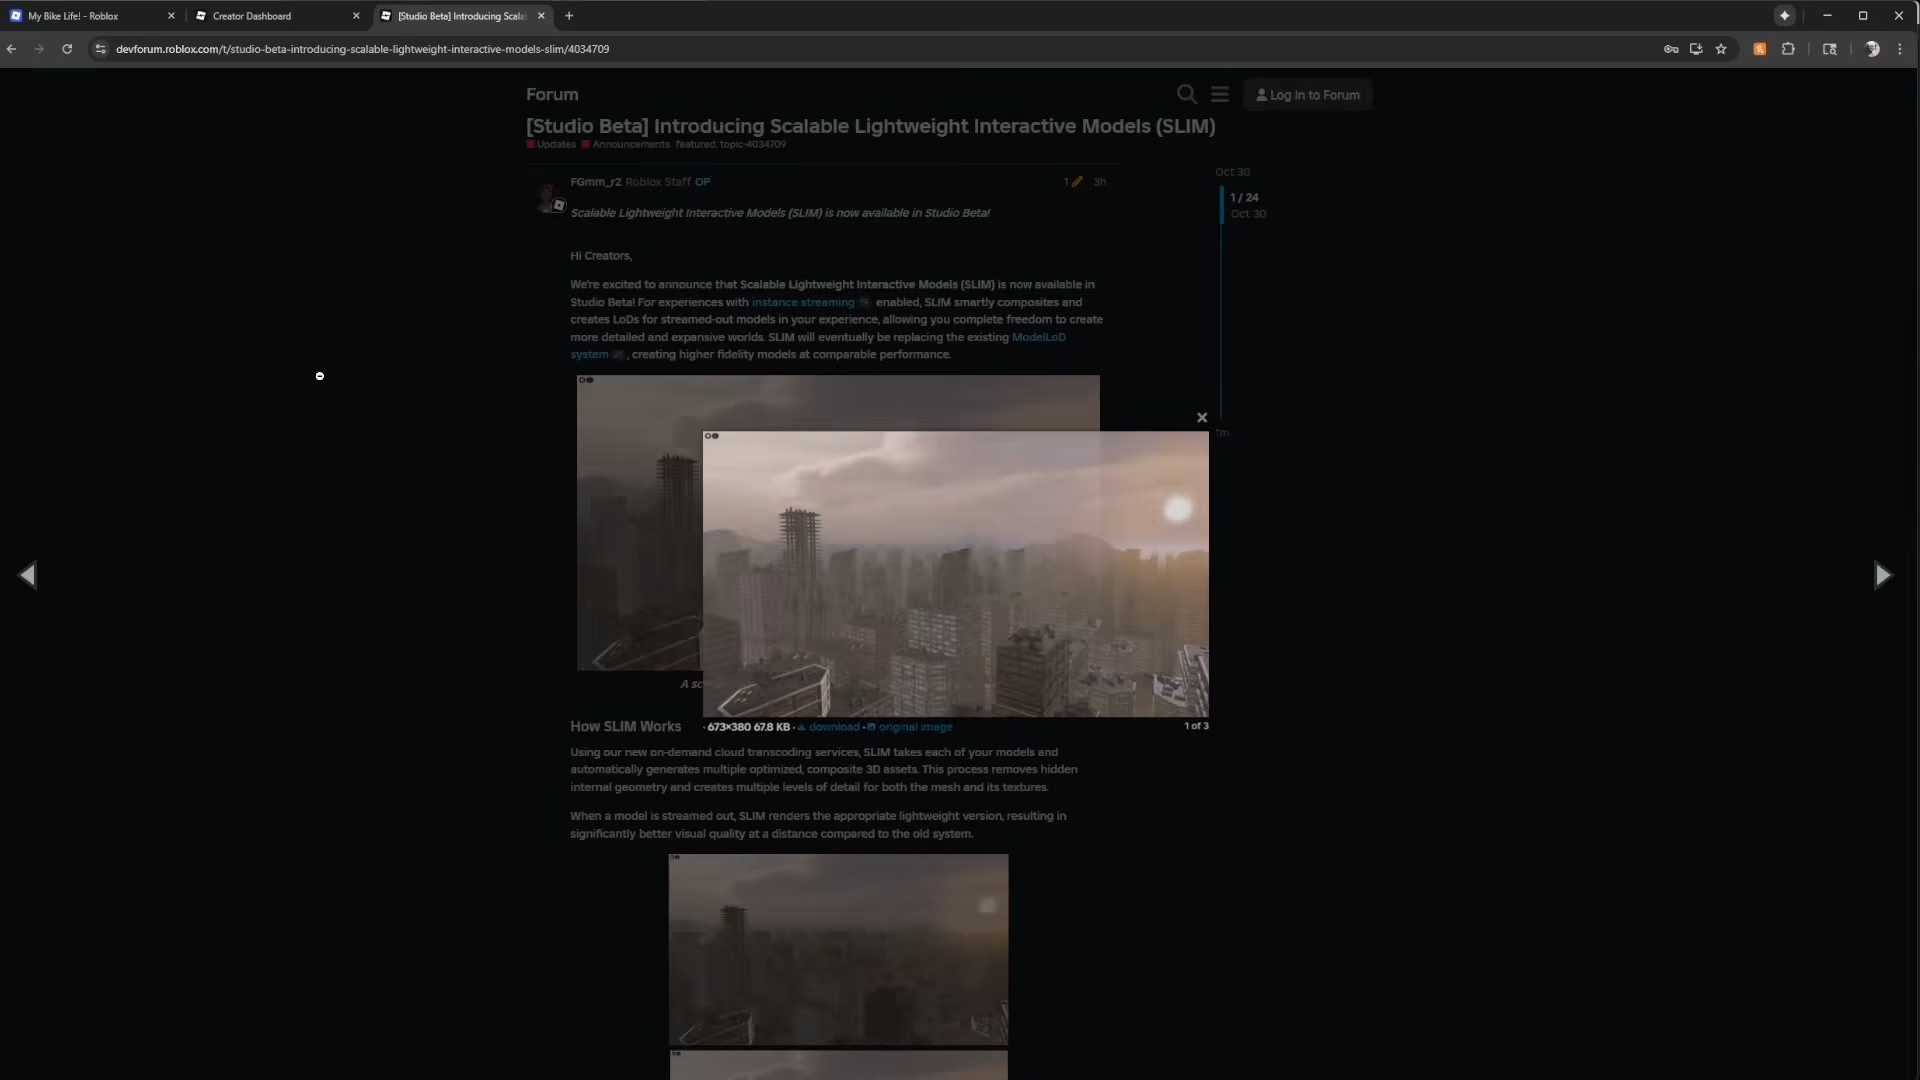 My Bike Life! - Roblox
Creator Dashboard
[Studio Beta] Introducing Scala
devforum.roblox.com/t/studio-beta-introducing-scalable-lightweight-interactive-models-slim/4034709
Forum
Log in to Forum
[Studio Beta] Introducing Scalable Lightweight Interactive Models (SLIM)
Updates Announcements featured, topic-4034709
FGmm_r2 Roblox Staff OP
1 3h
Scalable Lightweight Interactive Models (SLIM) is now available in Studio Beta!
Hi Creators,
We're excited to announce that Scalable Lightweight Interactive Models (SLIM) is now available in
Studio Beta! For experiences with instance streaming enabled, SLIM smartly composites and
creates LoDs for streamed-out models in your experience, allowing you complete freedom to create
more detailed and expansive worlds. SLIM will eventually be replacing the existing ModelLoD
system , creating higher fidelity models at comparable performance.
Oct 30
1 / 24
Oct 30
1m
A sc
673×380 67.8 KB · download · original image
1 of 3
How SLIM Works
Using our new on-demand cloud transcoding services, SLIM takes each of your models and
automatically generates multiple optimized, composite 3D assets. This process removes hidden
internal geometry and creates multiple levels of detail for both the mesh and its textures.
When a model is streamed out, SLIM renders the appropriate lightweight version, resulting in
significantly better visual quality at a distance compared to the old system.